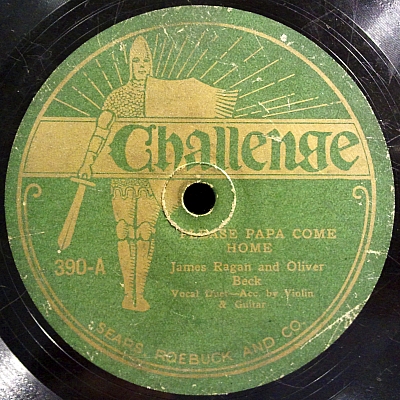 Challenge
PLEASE PAPA COME
HOME
390-A
James Ragan and Oliver
Beck
Vocal Duet—Acc. by Violin
& Guitar
SEARS, ROEBUCK AND CO.